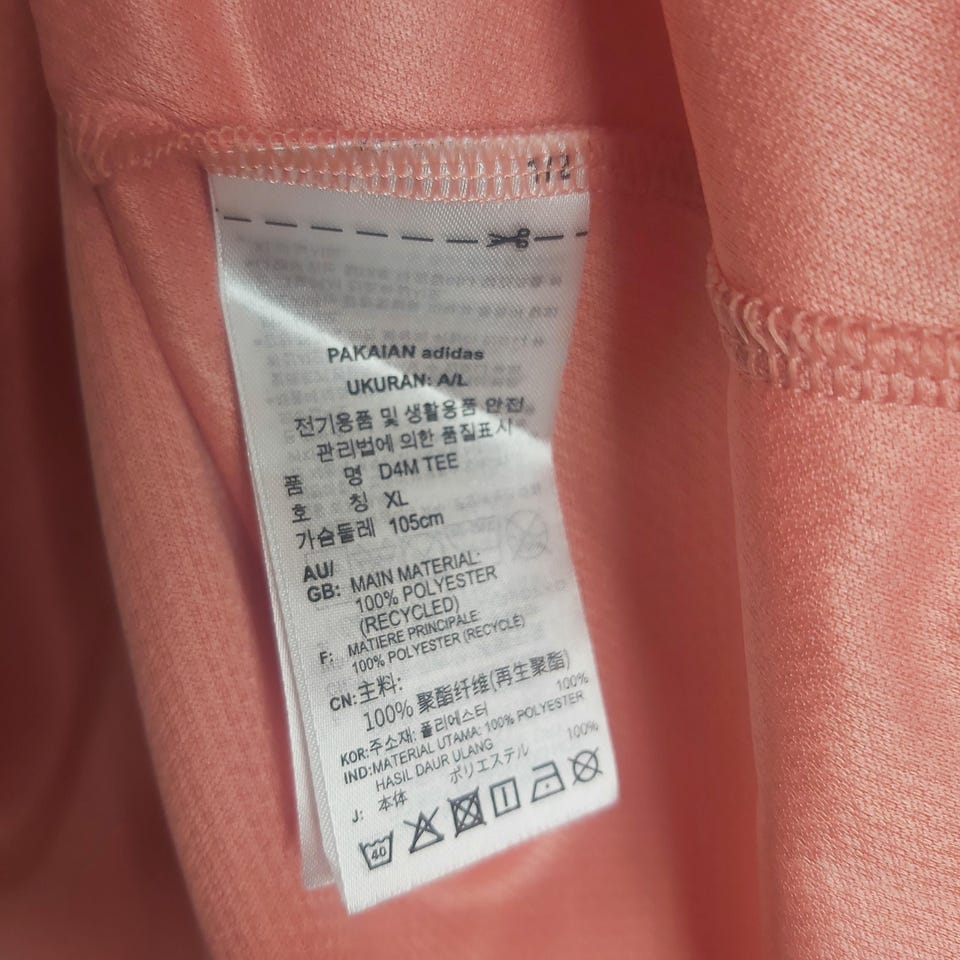 1/2
PAKAIAN adidas
UKURAN: A/L
전기용품 및 생활용품 안전
관리법에 의한 품질표시
품 명 D4M TEE
호 칭 XL
가슴둘레 105cm
AU/
GB: MAIN MATERIAL:
100% POLYESTER
(RECYCLED)
F: MATIERE PRINCIPALE:
100% POLYESTER (RECYCLÉ)
CN: 主料:
100% 聚酯纤维(再生聚酯)
KOR: 주소재: 폴리에스터 100%
IND: MATERIAL UTAMA: 100% POLYESTER
HASIL DAUR ULANG
J: 本体 ポリエステル 100%
40